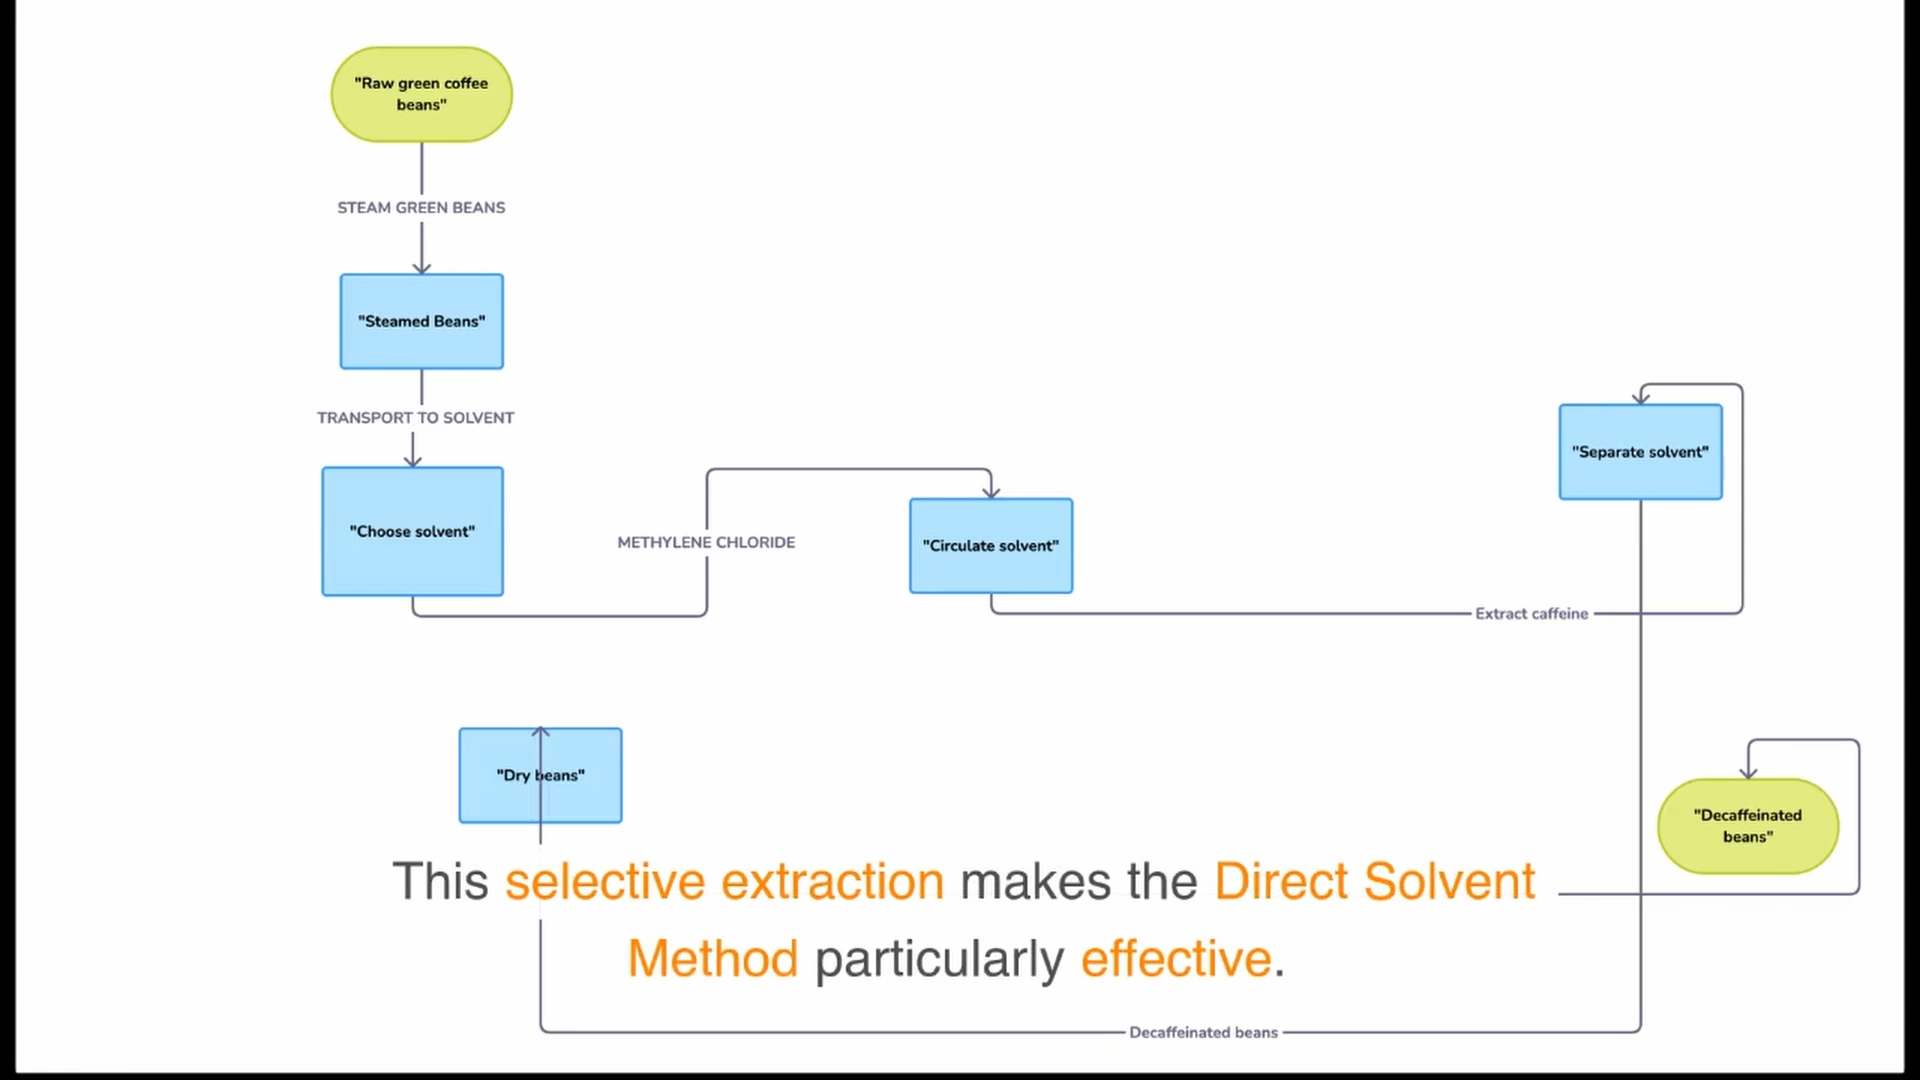 "Raw green coffee
beans"
STEAM GREEN BEANS
"Steamed Beans"
TRANSPORT TO SOLVENT
"Choose solvent"
METHYLENE CHLORIDE
"Circulate solvent"
"Separate solvent"
Extract caffeine
"Dry beans"
"Decaffeinated
beans"
This selective extraction makes the Direct Solvent
Method particularly effective.
Decaffeinated beans